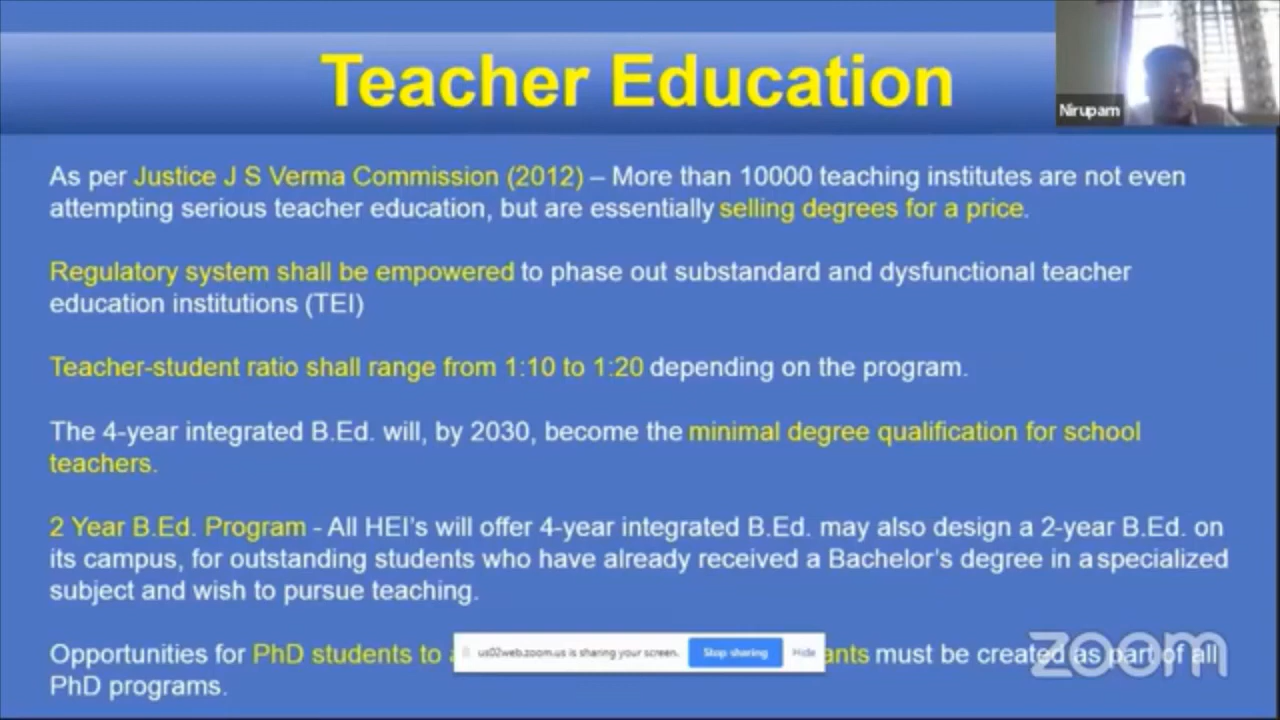 Teacher Education
Nirupam
As per Justice J S Verma Commission (2012) – More than 10000 teaching institutes are not even
attempting serious teacher education, but are essentially selling degrees for a price.
Regulatory system shall be empowered to phase out substandard and dysfunctional teacher
education institutions (TEI)
Teacher-student ratio shall range from 1:10 to 1:20 depending on the program.
The 4-year integrated B.Ed. will, by 2030, become the minimal degree qualification for school
teachers.
2 Year B.Ed. Program - All HEI's will offer 4-year integrated B.Ed. may also design a 2-year B.Ed. on
its campus, for outstanding students who have already received a Bachelor's degree in a specialized
subject and wish to pursue teaching.
Opportunities for PhD students to ants must be created as part of all
PhD programs.
us02web.zoom.us is sharing your screen. Stop sharing Hide
zoom